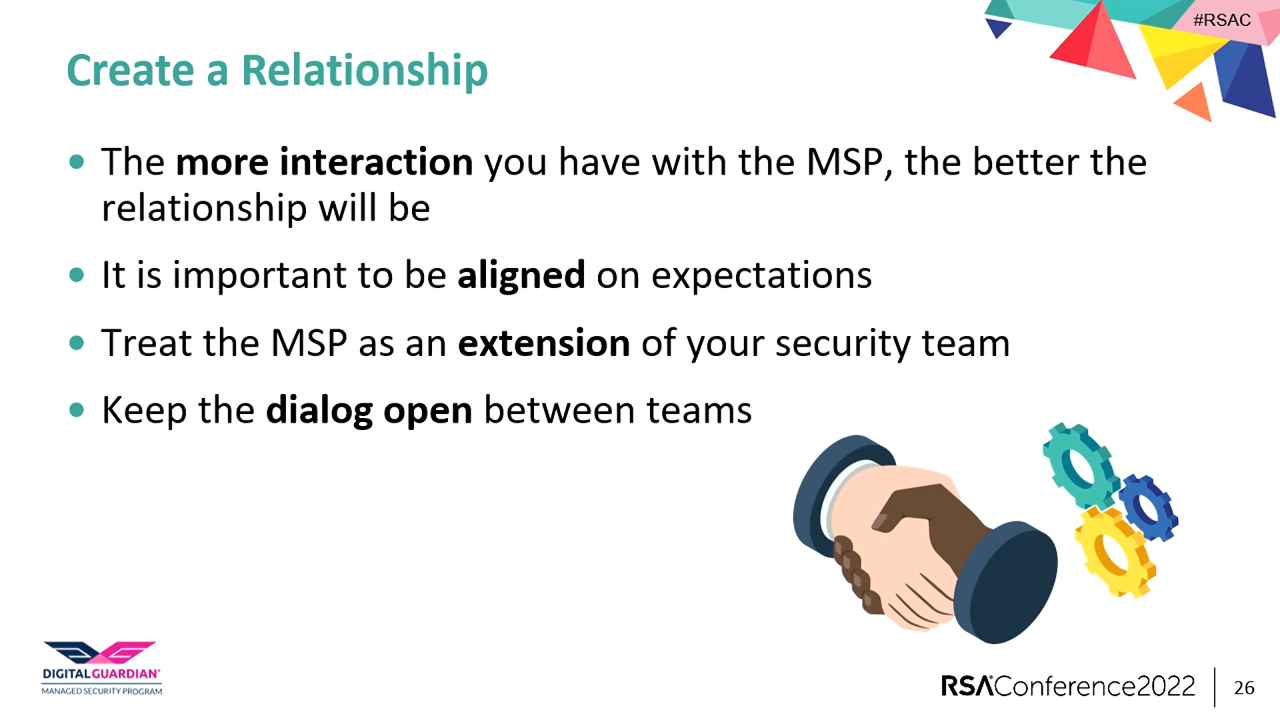 #RSAC
Create a Relationship
• The more interaction you have with the MSP, the better the
relationship will be
• It is important to be aligned on expectations
• Treat the MSP as an extension of your security team
• Keep the dialog open between teams
DIGITALGUARDIAN®
MANAGED SECURITY PROGRAM
RSA®Conference2022
26